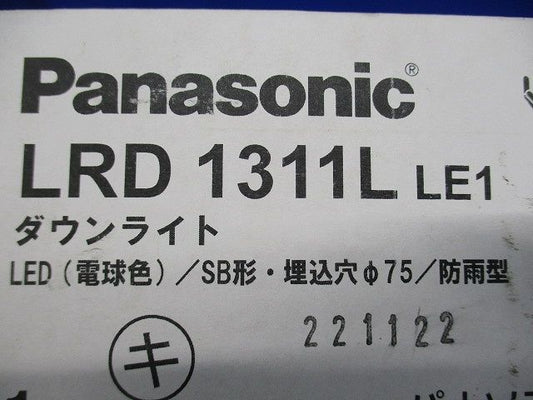 Panasonic®
LRD 1311L LE1
ダウンライト
LED（電球色）／SB形・埋込穴φ75／防雨型
221122
キ